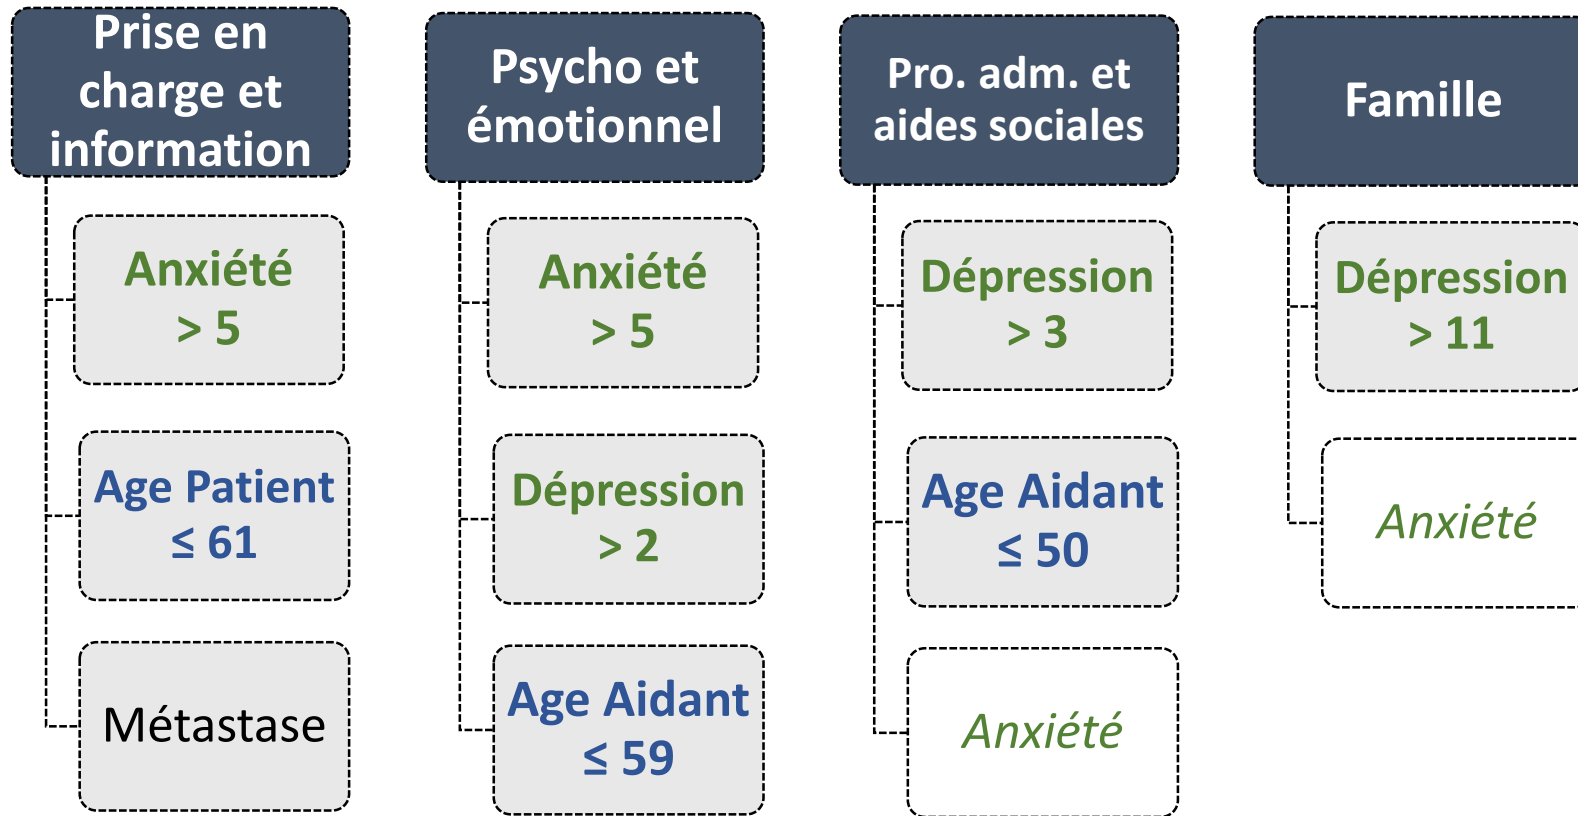 Prise en
charge et
information
Anxiété
> 5
Age Patient
≤ 61
Métastase
Psycho et
émotionnel
Anxiété
> 5
Dépression
> 2
Age Aidant
≤ 59
Pro. adm. et
aides sociales
Dépression
> 3
Age Aidant
≤ 50
Anxiété
Famille
Dépression
> 11
Anxiété